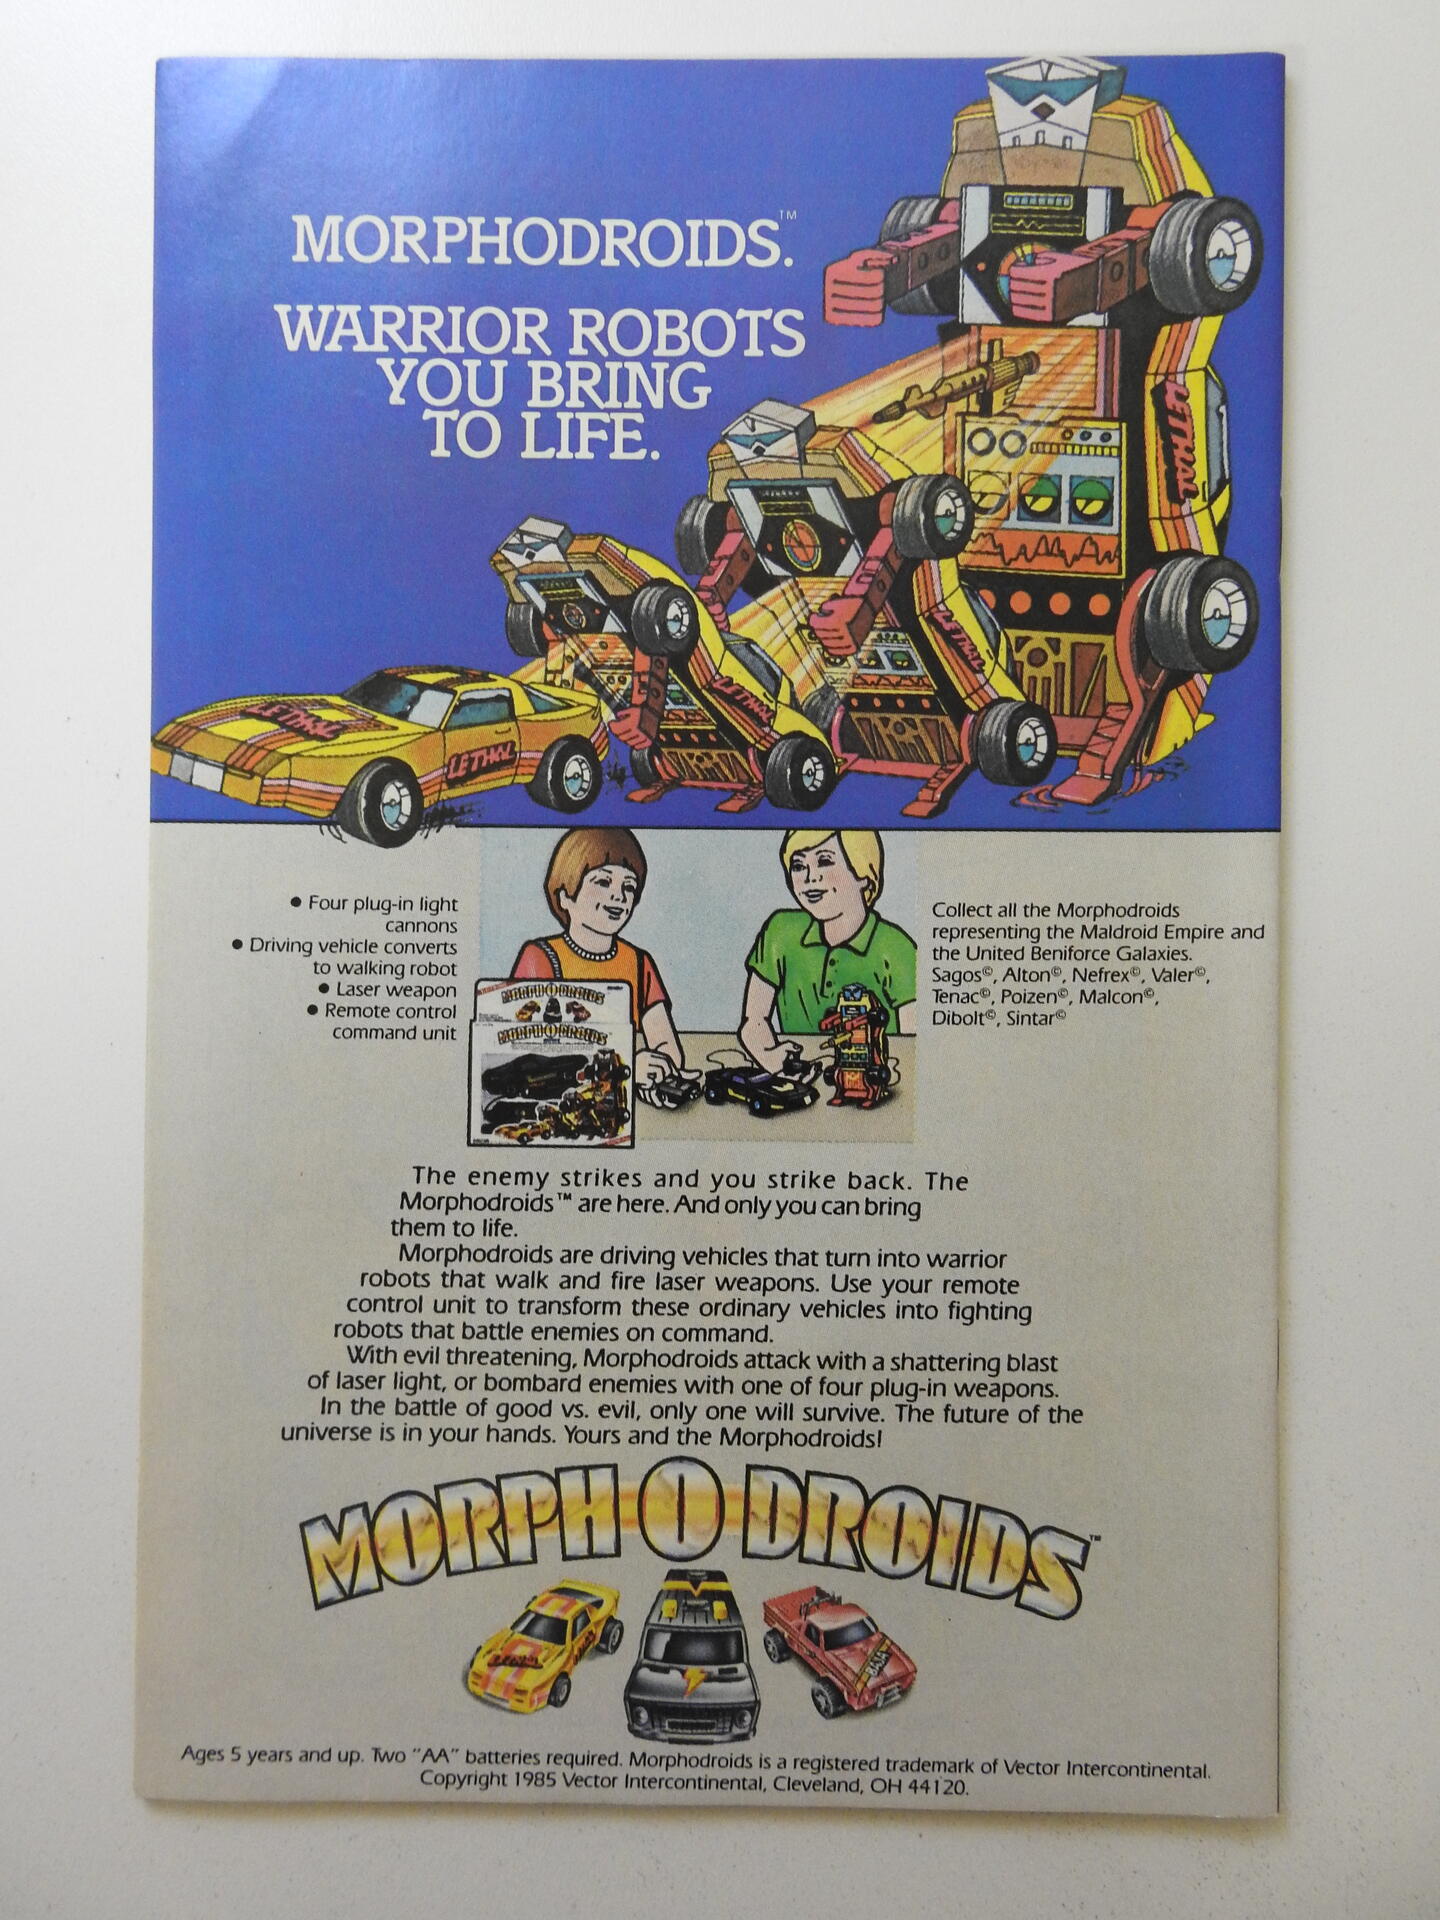 MORPHODROIDS.™
WARRIOR ROBOTS
YOU BRING
TO LIFE.
LETHAL
LETHAL
LETHAL
LETHAL
LETHAL
• Four plug-in light
cannons
• Driving vehicle converts
to walking robot
• Laser weapon
• Remote control
command unit
MORPH O DROIDS
MORPH O DROIDS
Collect all the Morphodroids
representing the Maldroid Empire and
the United Beniforce Galaxies.
Sagos©, Alton©, Nefrex©, Valer©,
Tenac©, Poizen©, Malcon©,
Dibolt©, Sintar©
The enemy strikes and you strike back. The
Morphodroids™ are here. And only you can bring
them to life.
Morphodroids are driving vehicles that turn into warrior
robots that walk and fire laser weapons. Use your remote
control unit to transform these ordinary vehicles into fighting
robots that battle enemies on command.
With evil threatening, Morphodroids attack with a shattering blast
of laser light, or bombard enemies with one of four plug-in weapons.
In the battle of good vs. evil, only one will survive. The future of the
universe is in your hands. Yours and the Morphodroids!
MORPH O DROIDS™
BAJA
Ages 5 years and up. Two "AA" batteries required. Morphodroids is a registered trademark of Vector Intercontinental.
Copyright 1985 Vector Intercontinental, Cleveland, OH 44120.